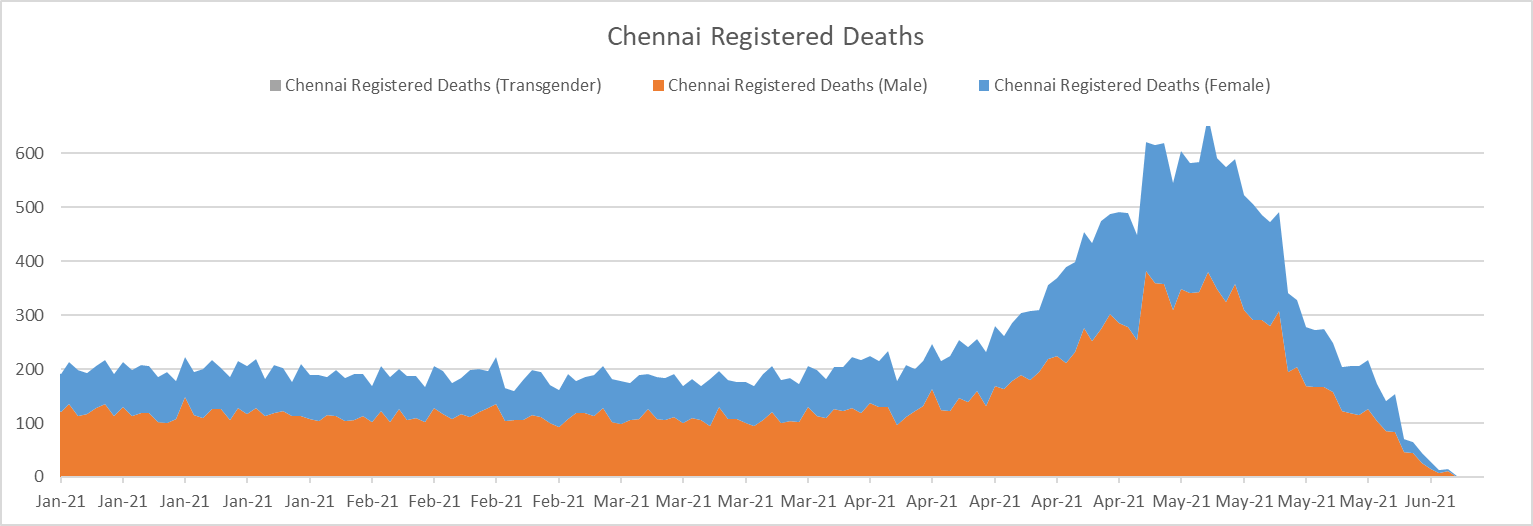 Chennai Registered Deaths
Chennai Registered Deaths (Transgender) Chennai Registered Deaths (Male) Chennai Registered Deaths (Female)
600
500
400
300
200
100
0
Jan-21 Jan-21 Jan-21 Jan-21 Jan-21 Feb-21 Feb-21 Feb-21 Feb-21 Mar-21 Mar-21 Mar-21 Mar-21 Apr-21 Apr-21 Apr-21 Apr-21 Apr-21 May-21 May-21 May-21 May-21 Jun-21